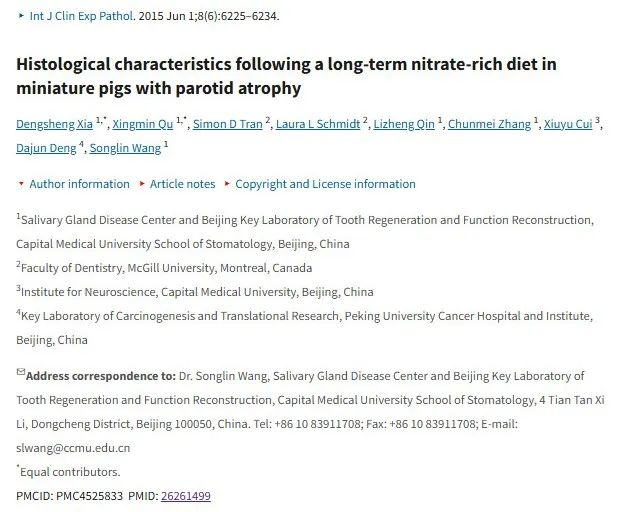 Int J Clin Exp Pathol. 2015 Jun 1;8(6):6225–6234.
Histological characteristics following a long-term nitrate-rich diet in
miniature pigs with parotid atrophy
Dengsheng Xia 1,*, Xingmin Qu 1,*, Simon D Tran 2, Laura L Schmidt 2, Lizheng Qin 1, Chunmei Zhang 1, Xiuyu Cui 3,
Dajun Deng 4, Songlin Wang 1
Author information Article notes Copyright and License information
1Salivary Gland Disease Center and Beijing Key Laboratory of Tooth Regeneration and Function Reconstruction,
Capital Medical University School of Stomatology, Beijing, China
2Faculty of Dentistry, McGill University, Montreal, Canada
3Institute for Neuroscience, Capital Medical University, Beijing, China
4Key Laboratory of Carcinogenesis and Translational Research, Peking University Cancer Hospital and Institute,
Beijing, China
Address correspondence to: Dr. Songlin Wang, Salivary Gland Disease Center and Beijing Key Laboratory of
Tooth Regeneration and Function Reconstruction, Capital Medical University School of Stomatology, 4 Tian Tan Xi
Li, Dongcheng District, Beijing 100050, China. Tel: +86 10 83911708; Fax: +86 10 83911708; E-mail:
slwang@ccmu.edu.cn
*Equal contributors.
PMCID: PMC4525833 PMID: 26261499